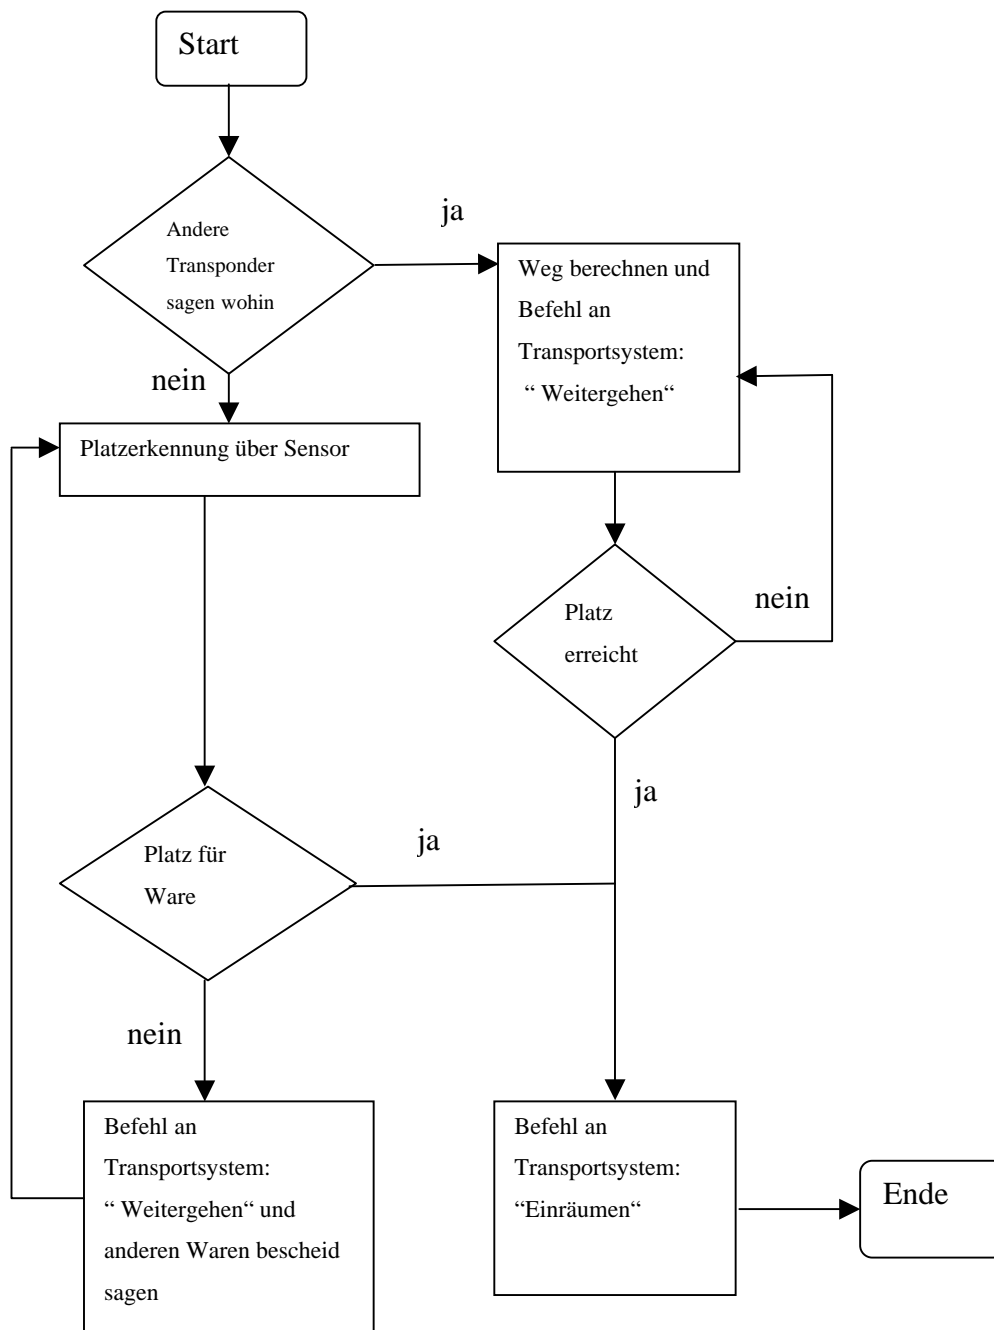 Start
Andere
Transponder
sagen wohin
ja
Weg berechnen und
Befehl an
Transportsystem:
“ Weitergehen“
nein
Platzerkennung über Sensor
Platz
erreicht
nein
ja
Platz für
Ware
ja
nein
Befehl an
Transportsystem:
“ Weitergehen“ und
anderen Waren bescheid
sagen
Befehl an
Transportsystem:
“Einräumen“
Ende